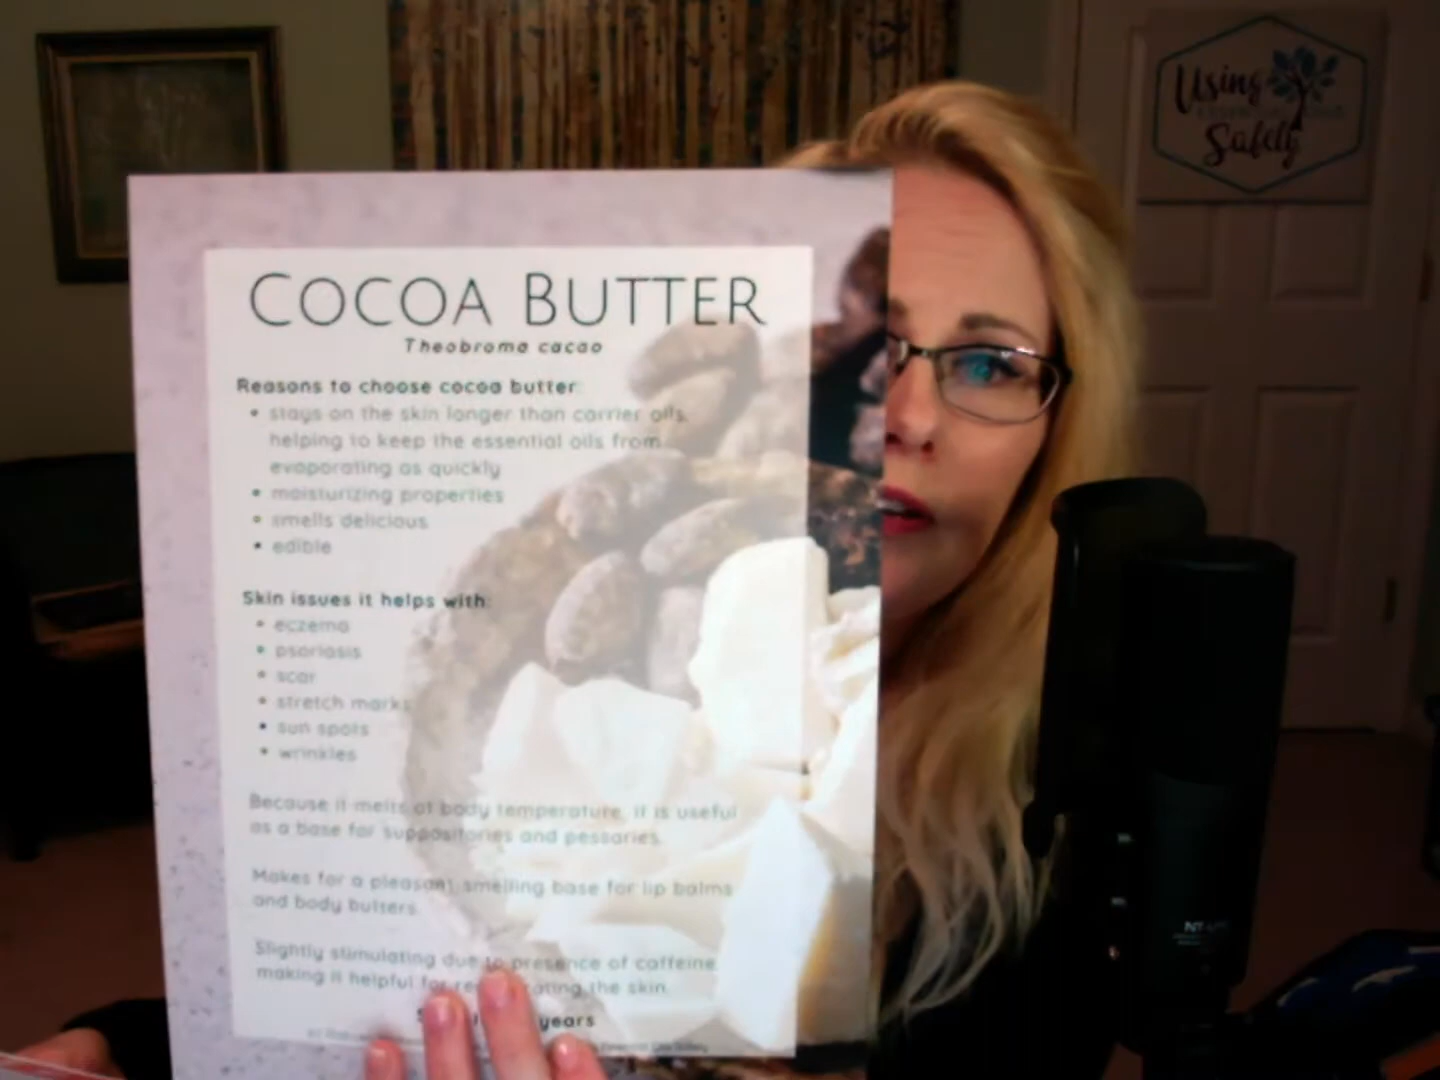 Using
Safely
COCOA BUTTER
Theobroma cacao
Reasons to choose cocoa butter:
• stays on the skin longer than carrier oils,
helping to keep the essential oils from
evaporating as quickly
• moisturizing properties
• smells delicious
• edible
Skin issues it helps with:
• eczema
• psoriasis
• scar
• stretch marks
• sun spots
• wrinkles
Because it melts at body temperature, it is useful
as a base for suppositories and pessaries.
Makes for a pleasant smelling base for lip balms
and body butters.
Slightly stimulating due to presence of caffeine
making it helpful for the skin.
years